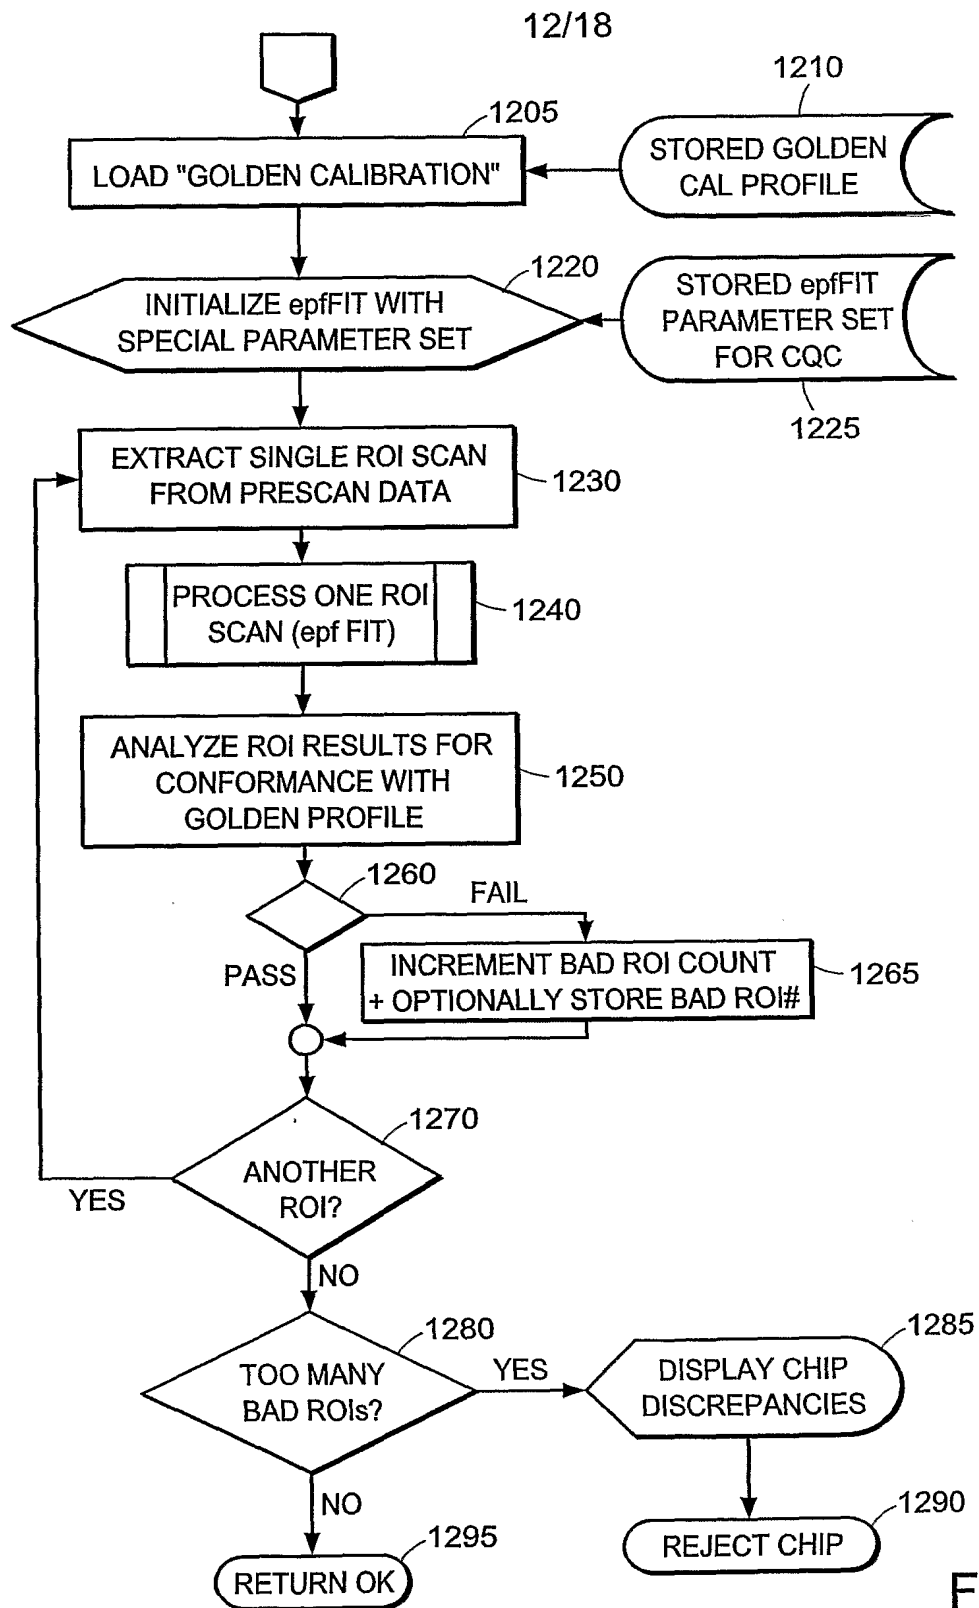 12/18
1205
LOAD "GOLDEN CALIBRATION"
1210
STORED GOLDEN
CAL PROFILE
1220
INITIALIZE epfFIT WITH
SPECIAL PARAMETER SET
STORED epfFIT
PARAMETER SET
FOR CQC
1225
EXTRACT SINGLE ROI SCAN
FROM PRESCAN DATA
1230
PROCESS ONE ROI
SCAN (epf FIT)
1240
ANALYZE ROI RESULTS FOR
CONFORMANCE WITH
GOLDEN PROFILE
1250
1260
FAIL
PASS
INCREMENT BAD ROI COUNT
+ OPTIONALLY STORE BAD ROI#
1265
1270
ANOTHER
ROI?
YES
NO
1280
TOO MANY
BAD ROIs?
YES
1285
DISPLAY CHIP
DISCREPANCIES
NO
1290
REJECT CHIP
1295
RETURN OK
F